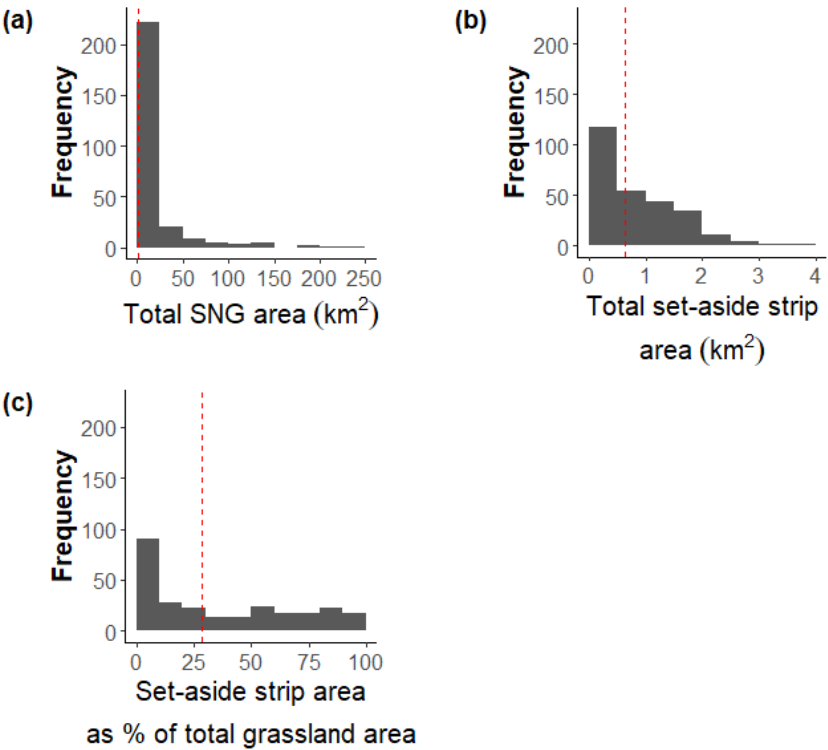 (a)
Frequency
200
150
100
50
0
0 50 100 150 200 250
Total SNG area (km²)
(b)
Frequency
200
150
100
50
0
0 1 2 3 4
Total set-aside strip
area (km²)
(c)
Frequency
200
150
100
50
0
0 25 50 75 100
Set-aside strip area
as % of total grassland area